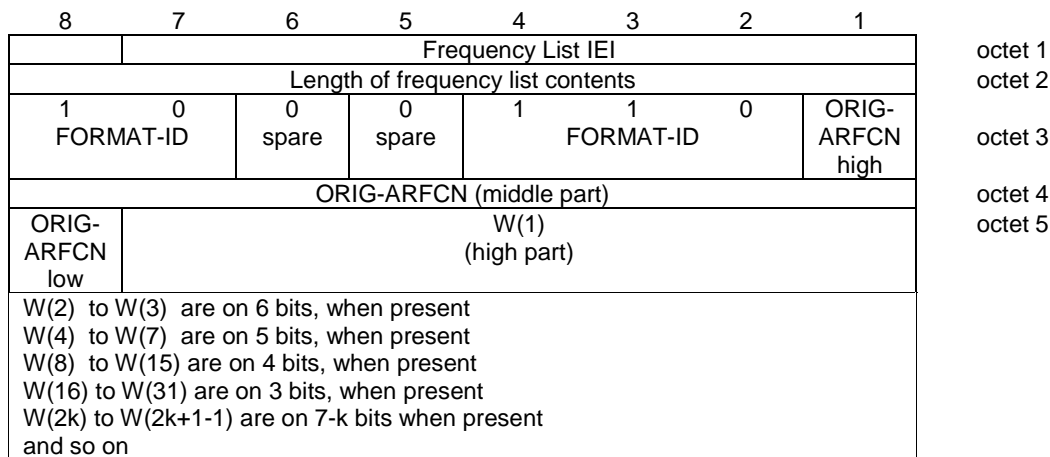 8 7 6 5 4 3 2 1
Frequency List IEI octet 1
Length of frequency list contents octet 2
1 0 0 0 1 1 0 ORIG-
FORMAT-ID spare spare FORMAT-ID ARFCN octet 3
high
ORIG-ARFCN (middle part) octet 4
ORIG- W(1) octet 5
ARFCN (high part)
low
W(2) to W(3) are on 6 bits, when present
W(4) to W(7) are on 5 bits, when present
W(8) to W(15) are on 4 bits, when present
W(16) to W(31) are on 3 bits, when present
W(2k) to W(2k+1-1) are on 7-k bits when present
and so on